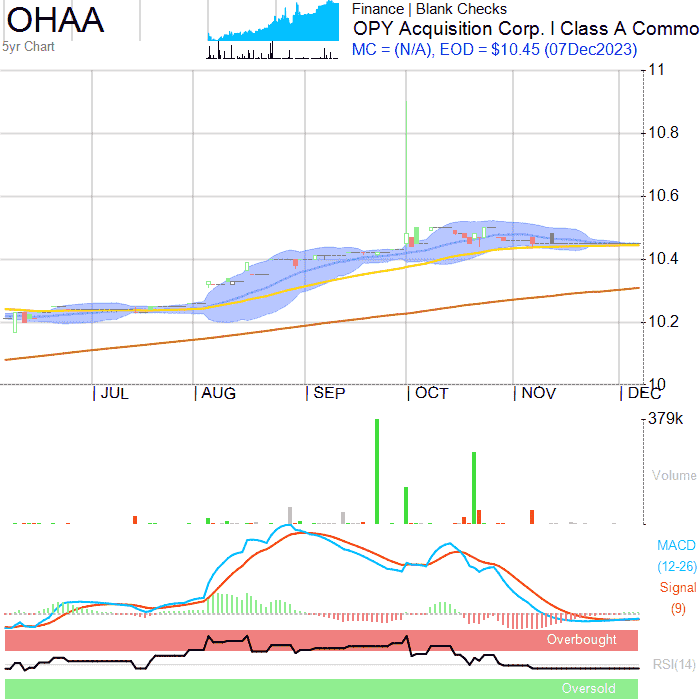 OHAA
5yr Chart
Finance | Blank Checks
OPY Acquisition Corp. I Class A Commo
MC = (N/A), EOD = $10.45 (07Dec2023)
11
10.8
10.6
10.4
10.2
10
JUL AUG SEP OCT NOV DEC
379k
Volume
MACD
(12-26)
Signal
(9)
Overbought
RSI(14)
Oversold